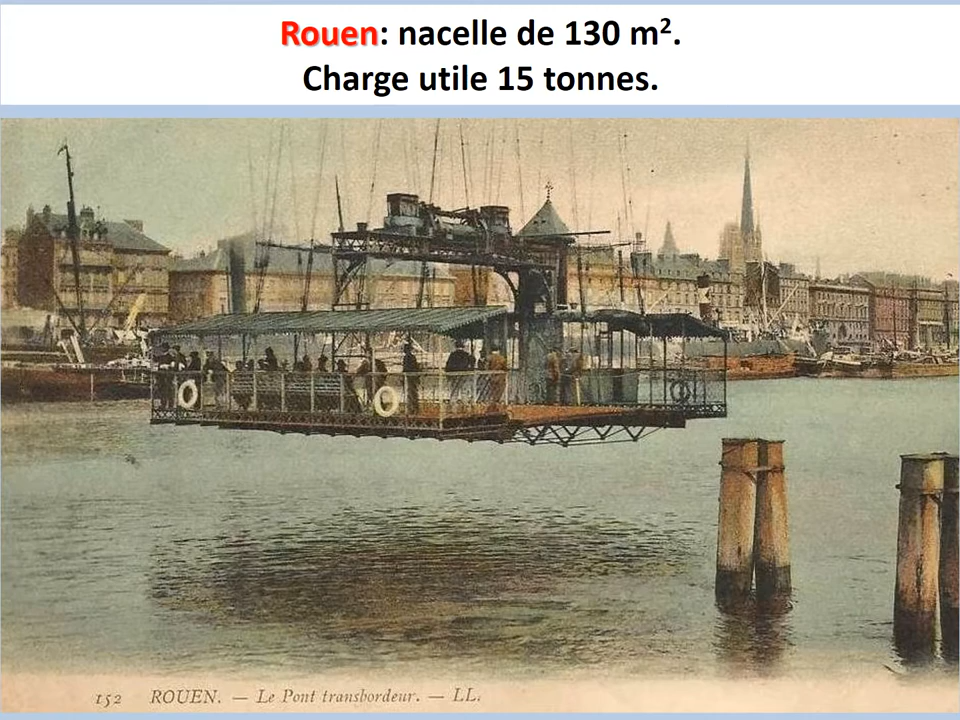 Rouen: nacelle de 130 m².
Charge utile 15 tonnes.
152 ROUEN. — Le Pont transbordeur. — LL.